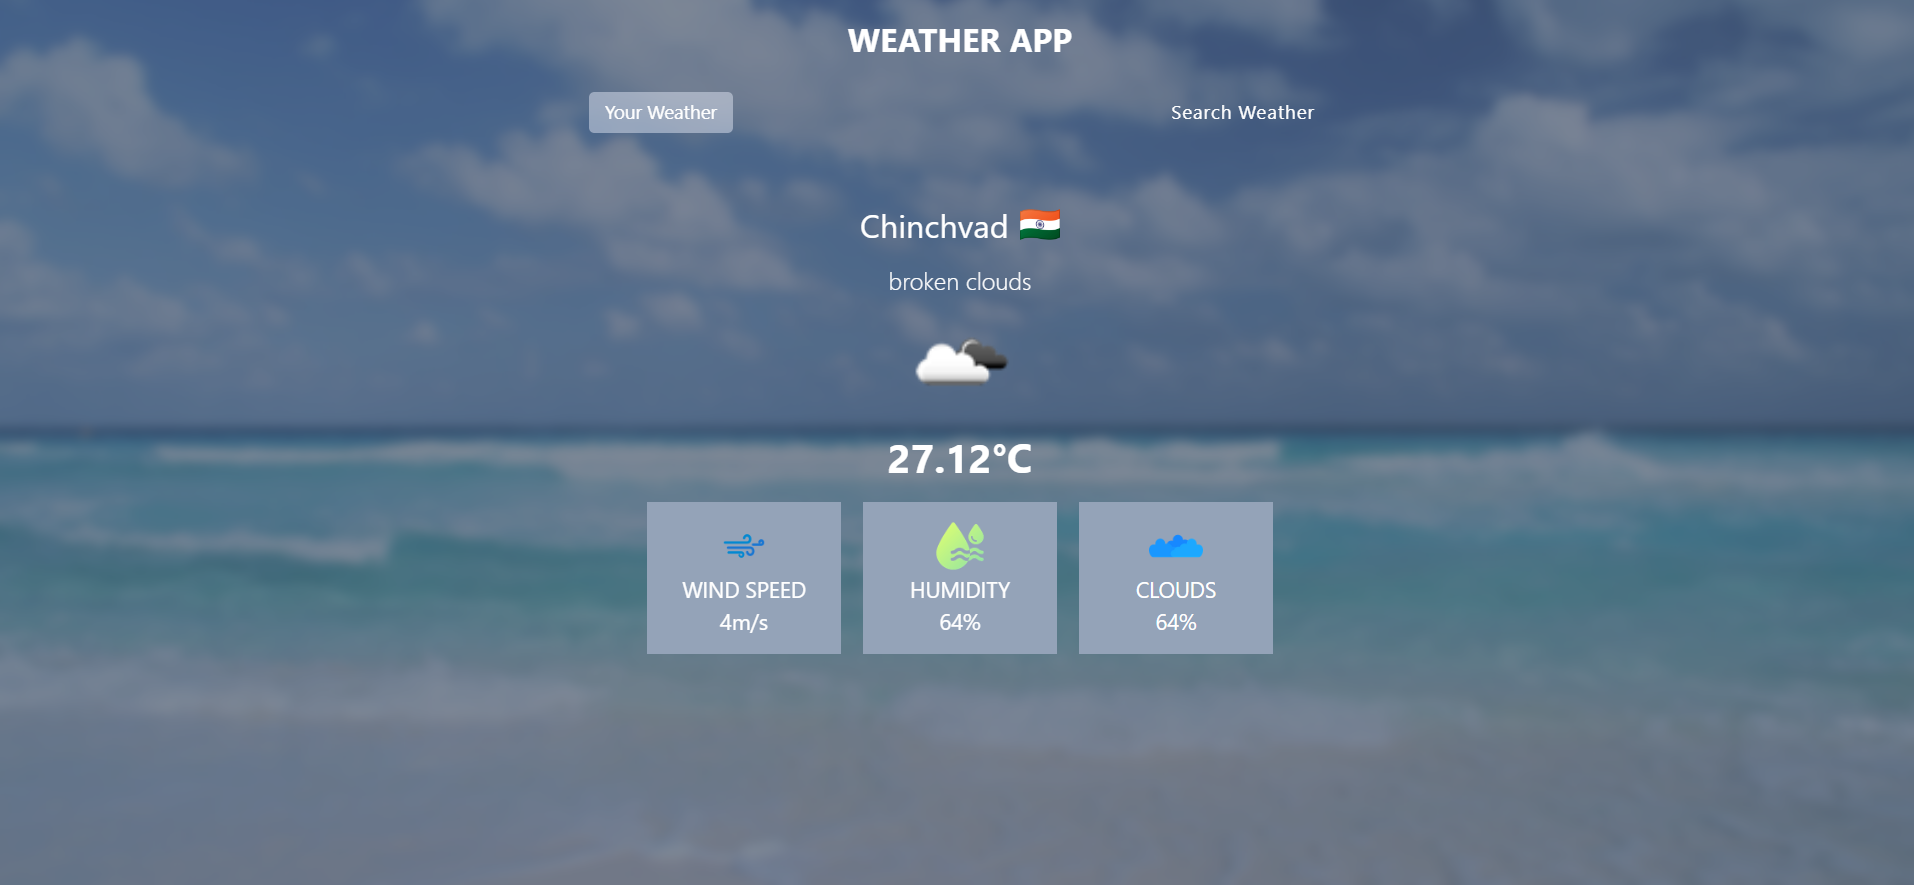 WEATHER APP
Your Weather
Search Weather
Chinchvad
broken clouds
27.12°C
WIND SPEED
4m/s
HUMIDITY
64%
CLOUDS
64%